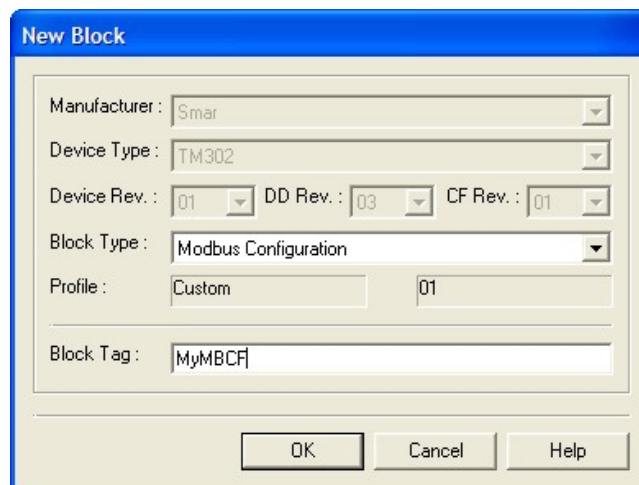 New Block
Manufacturer : Smar
Device Type : TM302
Device Rev. : 01 DD Rev. : 03 CF Rev. : 01
Block Type : Modbus Configuration
Profile : Custom 01
Block Tag : MyMBCF
OK Cancel Help